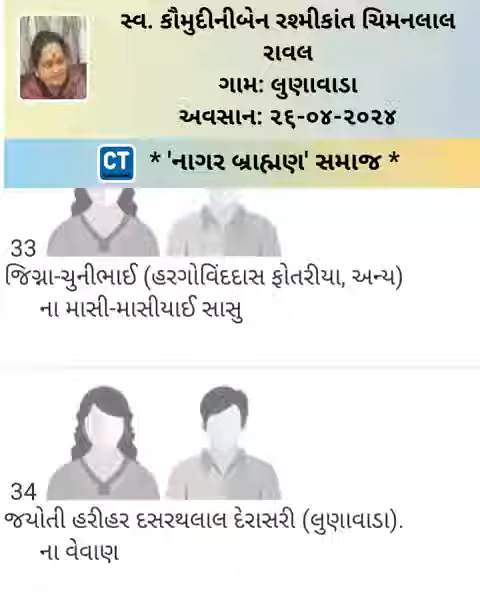 સ્વ. કૌમુદીનીબેન રશ્મીકાંત ચિમનલાલ
રાવલ
ગામ: લુણાવાડા
અવસાન: ૨૬-૦૪-૨૦૨૪
CT * 'નાગર બ્રાહ્મણ' સમાજ *
33
જિગ્ના-ચુનીભાઈ (હરગોવિંદદાસ ફોતરીયા, અન્ય)
ના માસી-માસીયાઈ સાસુ
34
જયોતી હરીહર દસરથલાલ દેરાસરી (લુણાવાડા).
ના વેવાણ